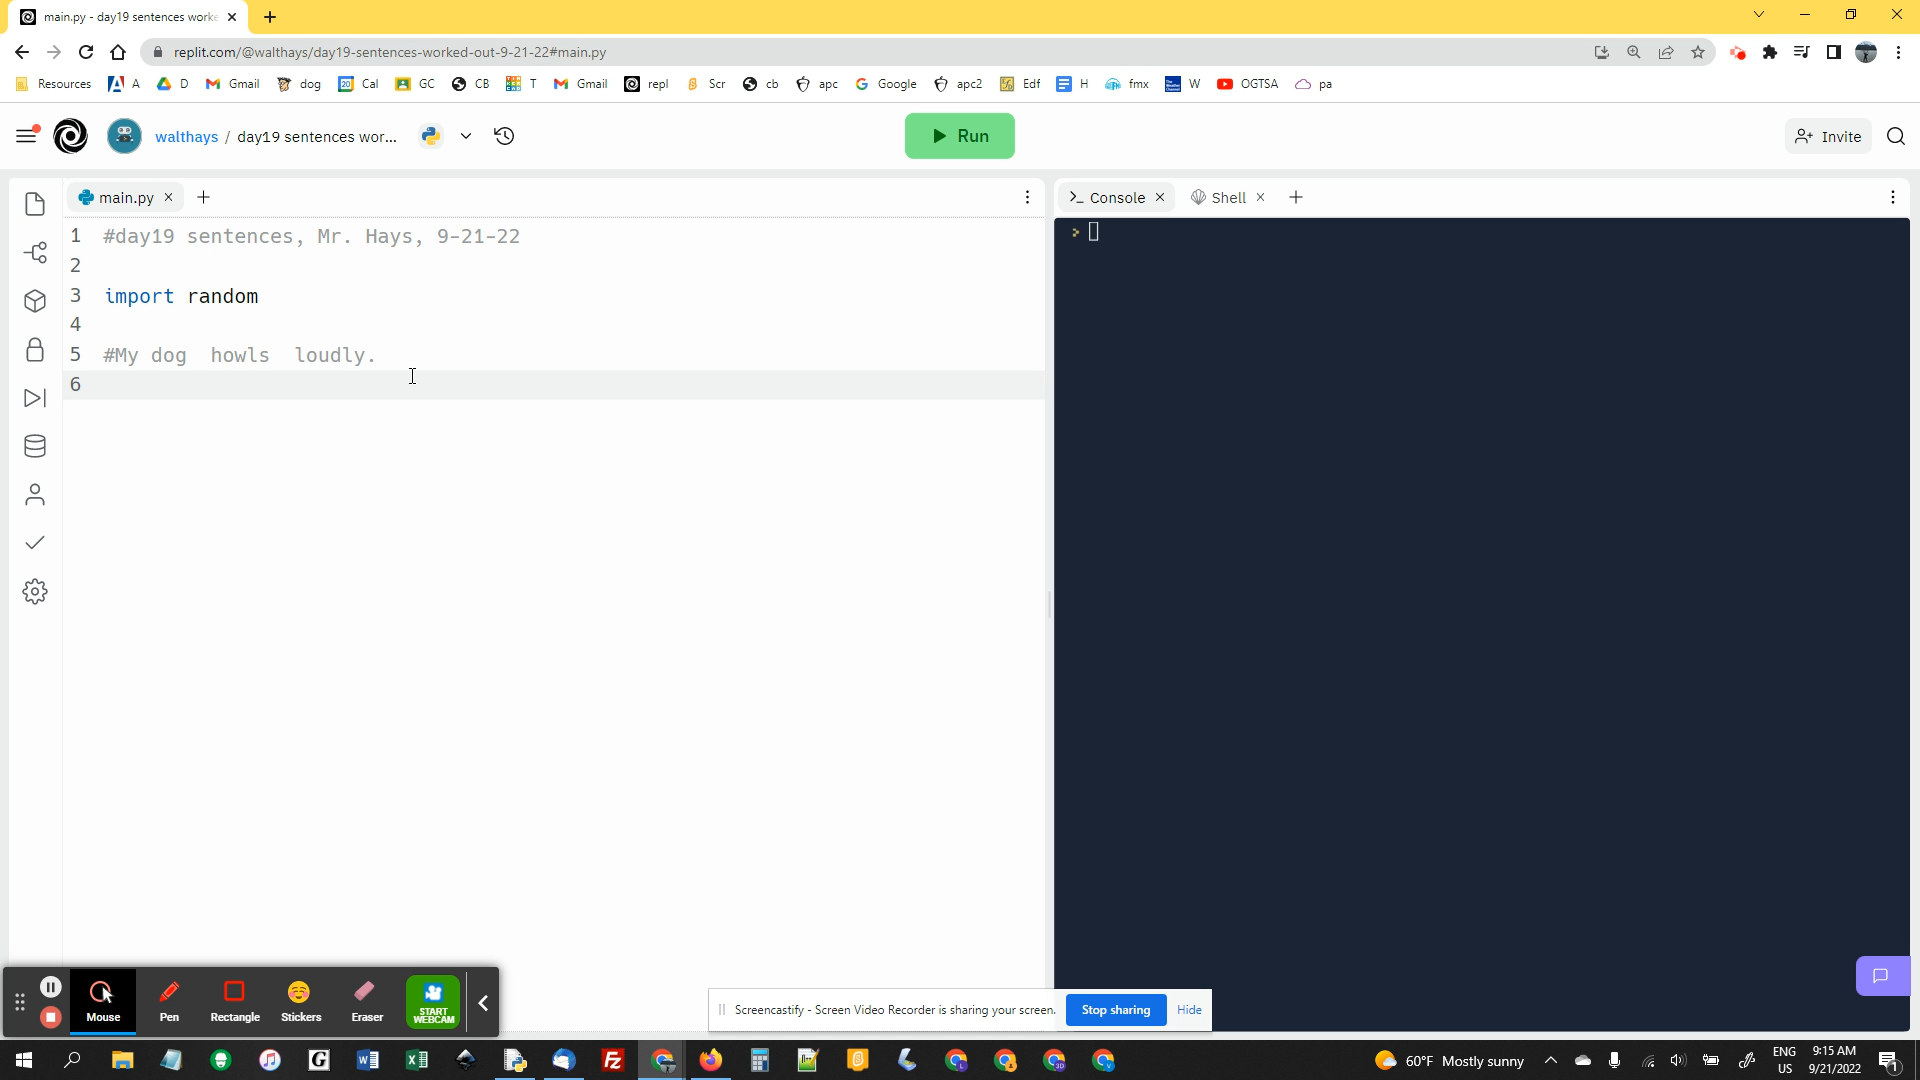 main.py - day19 sentences worke
replit.com/@walthays/day19-sentences-worked-out-9-21-22#main.py
Resources A D Gmail dog Cal GC CB T Gmail repl Scr cb apc Google apc2 Edf H fmx W OGTSA pa
walthays / day19 sentences wor...
Run
Invite
main.py
Console
Shell
1 #day19 sentences, Mr. Hays, 9-21-22
2
3 import random
4
5 #My dog howls loudly.
6
Mouse
Pen
Rectangle
Stickers
Eraser
START
WEBCAM
Screencastify - Screen Video Recorder is sharing your screen.
Stop sharing
Hide
60°F Mostly sunny
ENG
US
9:15 AM
9/21/2022
1